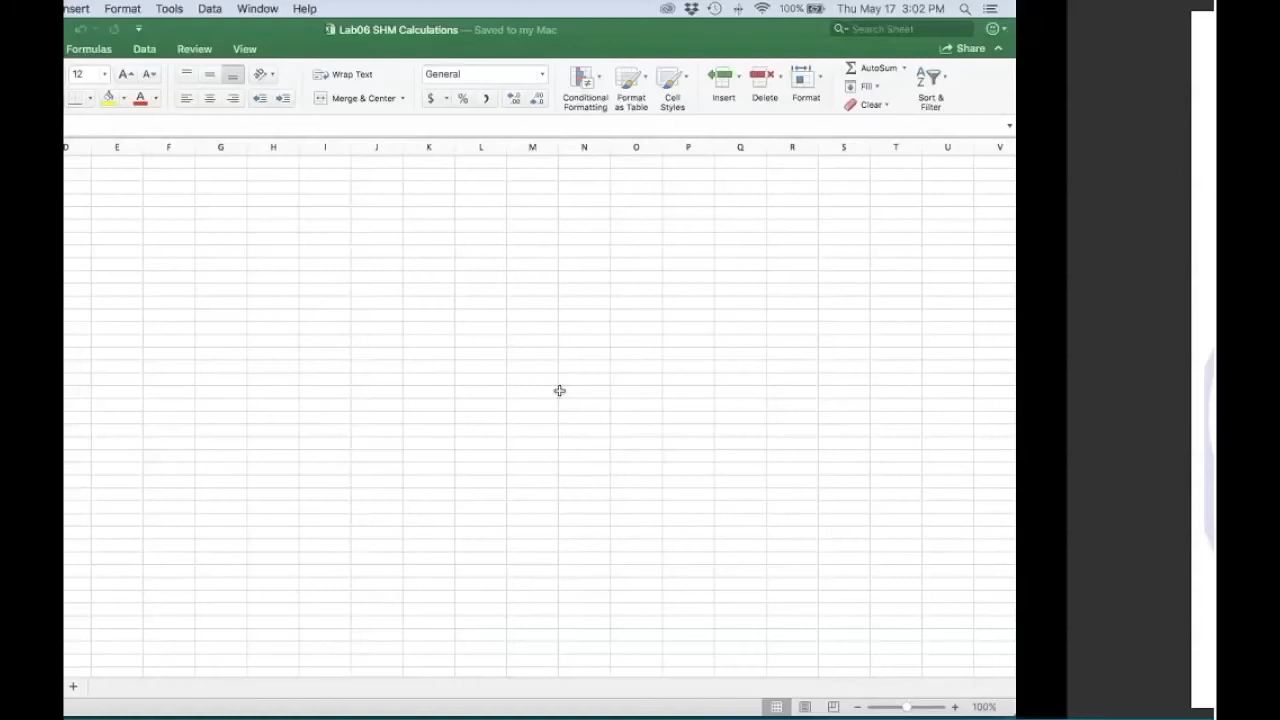 nsert Format Tools Data Window Help 100% Thu May 17 3:02 PM
Lab06 SHM Calculations — Saved to my Mac Search Sheet
Formulas Data Review View Share
12 A A Wrap Text General AutoSum
Fill
Merge & Center $ % Conditional Formatting Format as Table Cell Styles Insert Delete Format Clear Sort & Filter
D E F G H I J K L M N O P Q R S T U V
+
100%